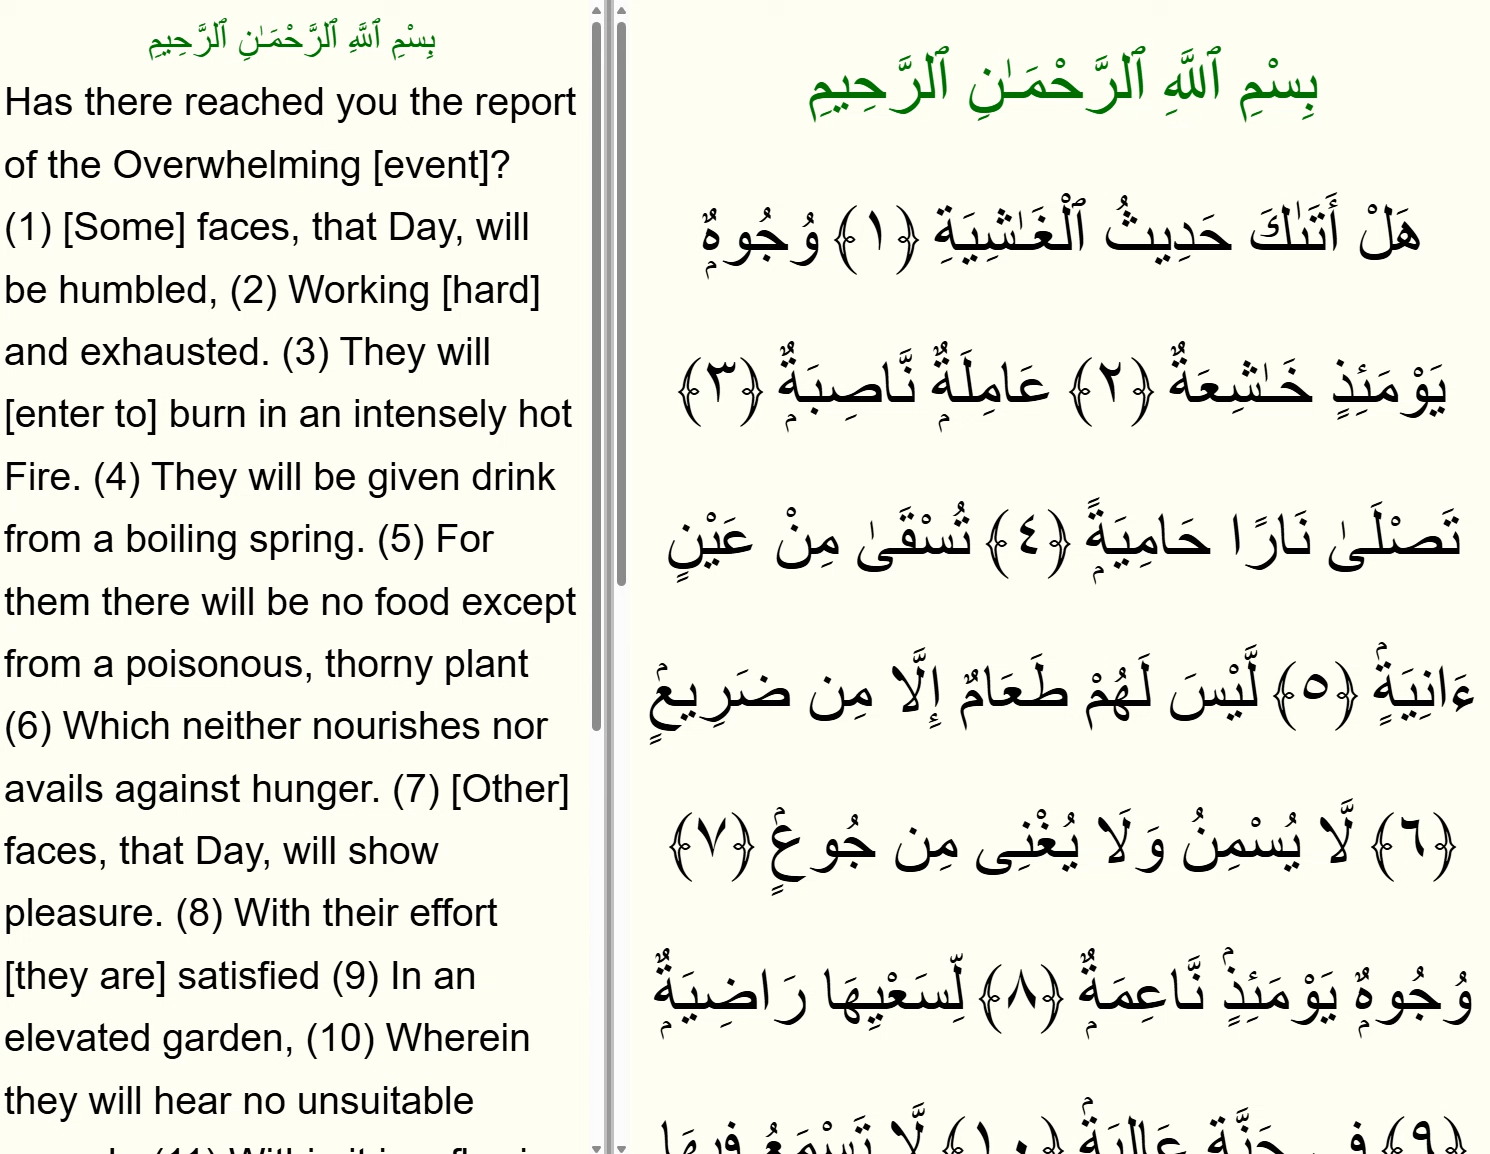 بِسْمِ ٱللَّهِ ٱلرَّحْمَـٰنِ ٱلرَّحِيمِ
Has there reached you the report
of the Overwhelming [event]?
(1) [Some] faces, that Day, will
be humbled, (2) Working [hard]
and exhausted. (3) They will
[enter to] burn in an intensely hot
Fire. (4) They will be given drink
from a boiling spring. (5) For
them there will be no food except
from a poisonous, thorny plant
(6) Which neither nourishes nor
avails against hunger. (7) [Other]
faces, that Day, will show
pleasure. (8) With their effort
[they are] satisfied (9) In an
elevated garden, (10) Wherein
they will hear no unsuitable
بِسْمِ ٱللَّهِ ٱلرَّحْمَـٰنِ ٱلرَّحِيمِ
هَلْ أَتَىٰكَ حَدِيثُ ٱلْغَـٰشِيَةِ ﴿١﴾ وُجُوهٌۭ
يَوْمَئِذٍ خَـٰشِعَةٌ ﴿٢﴾ عَامِلَةٌۭ نَّاصِبَةٌۭ ﴿٣﴾
تَصْلَىٰ نَارًا حَامِيَةًۭ ﴿٤﴾ تُسْقَىٰ مِنْ عَيْنٍ
ءَانِيَةٍۢ ﴿٥﴾ لَّيْسَ لَهُمْ طَعَامٌ إِلَّا مِن ضَرِيعٍۢ
﴿٦﴾ لَّا يُسْمِنُ وَلَا يُغْنِى مِن جُوعٍۢ ﴿٧﴾
وُجُوهٌۭ يَوْمَئِذٍۢ نَّاعِمَةٌۭ ﴿٨﴾ لِّسَعْيِهَا رَاضِيَةٌۭ
﴿٩﴾ فِى جَنَّةٍ عَالِيَةٍۢ ﴿١٠﴾ لَّا تَسْمَعُ فِيهَا